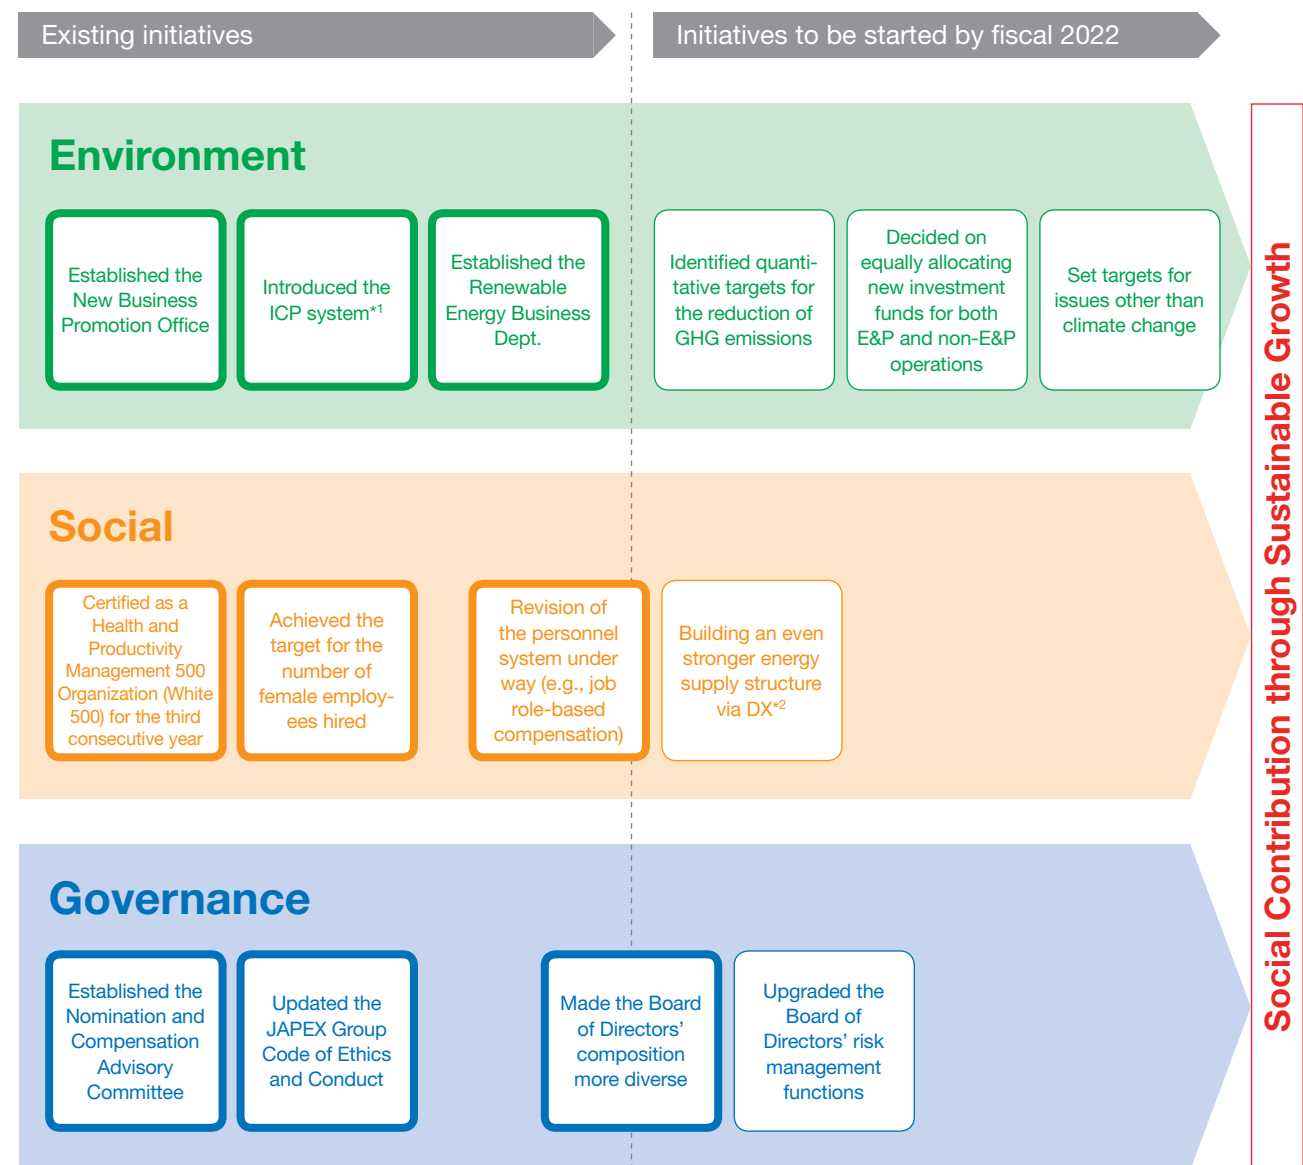 Existing initiatives
Initiatives to be started by fiscal 2022
Environment
Established the
New Business
Promotion Office
Introduced the
ICP system*1
Established the
Renewable
Energy Business
Dept.
Identified quanti-
tative targets for
the reduction of
GHG emissions
Decided on
equally allocating
new investment
funds for both
E&P and non-E&P
operations
Set targets for
issues other than
climate change
Social
Certified as a
Health and
Productivity
Management 500
Organization (White
500) for the third
consecutive year
Achieved the
target for the
number of
female employ-
ees hired
Revision of
the personnel
system under
way (e.g., job
role-based
compensation)
Building an even
stronger energy
supply structure
via DX*2
Governance
Established the
Nomination and
Compensation
Advisory
Committee
Updated the
JAPEX Group
Code of Ethics
and Conduct
Made the Board
of Directors’
composition
more diverse
Upgraded the
Board of
Directors’ risk
management
functions
Social Contribution through Sustainable Growth